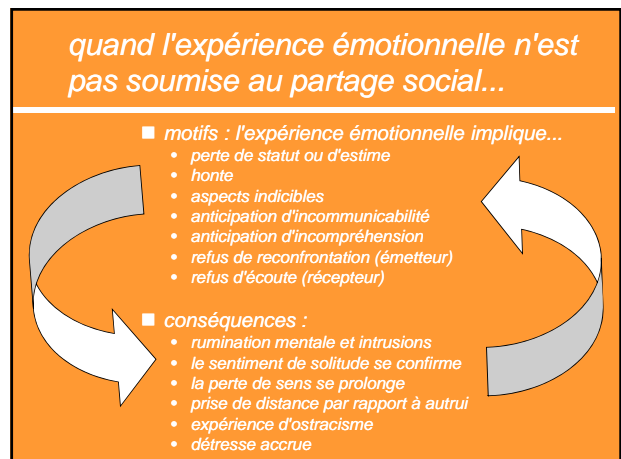 quand l'expérience émotionnelle n'est
pas soumise au partage social...
■ motifs : l'expérience émotionnelle implique...
• perte de statut ou d'estime
• honte
• aspects indicibles
• anticipation d'incommunicabilité
• anticipation d'incompréhension
• refus de reconfrontation (émetteur)
• refus d'écoute (récepteur)
■ conséquences :
• rumination mentale et intrusions
• le sentiment de solitude se confirme
• la perte de sens se prolonge
• prise de distance par rapport à autrui
• expérience d'ostracisme
• détresse accrue